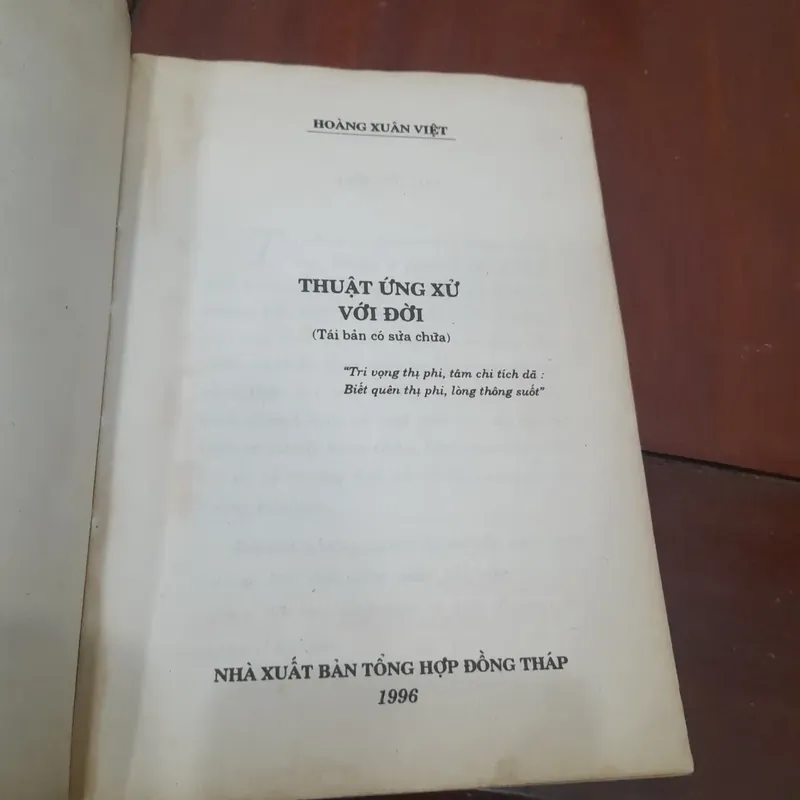 HOÀNG XUÂN VIỆT
THUẬT ỨNG XỬ
VỚI ĐỜI
(Tái bản có sửa chữa)
"Tri vọng thị phi, tâm chi tích dã :
Biết quên thị phi, lòng thông suốt"
NHÀ XUẤT BẢN TỔNG HỢP ĐỒNG THÁP
1996